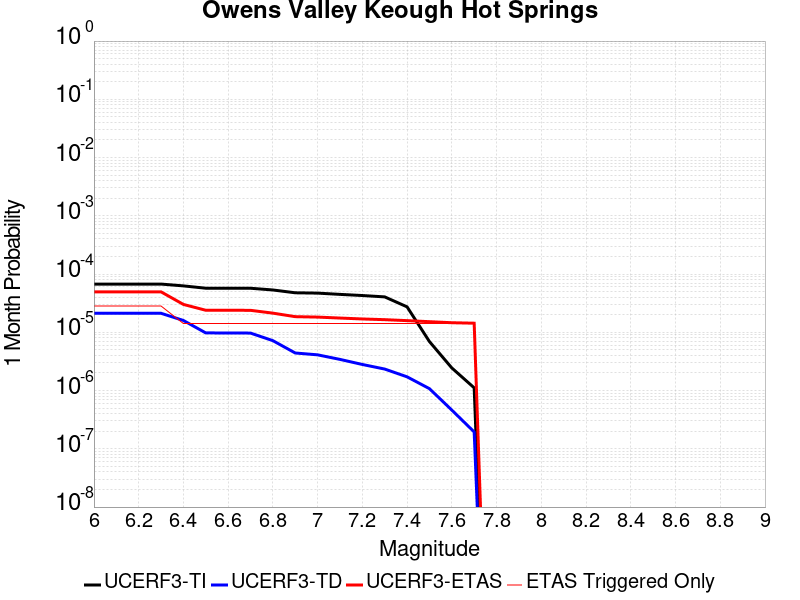 Owens Valley Keough Hot Springs
10^0
10^-1
10^-2
10^-3
10^-4
10^-5
10^-6
10^-7
10^-8
1 Month Probability
6 6.2 6.4 6.6 6.8 7 7.2 7.4 7.6 7.8 8 8.2 8.4 8.6 8.8 9
Magnitude
UCERF3-TI UCERF3-TD UCERF3-ETAS ETAS Triggered Only